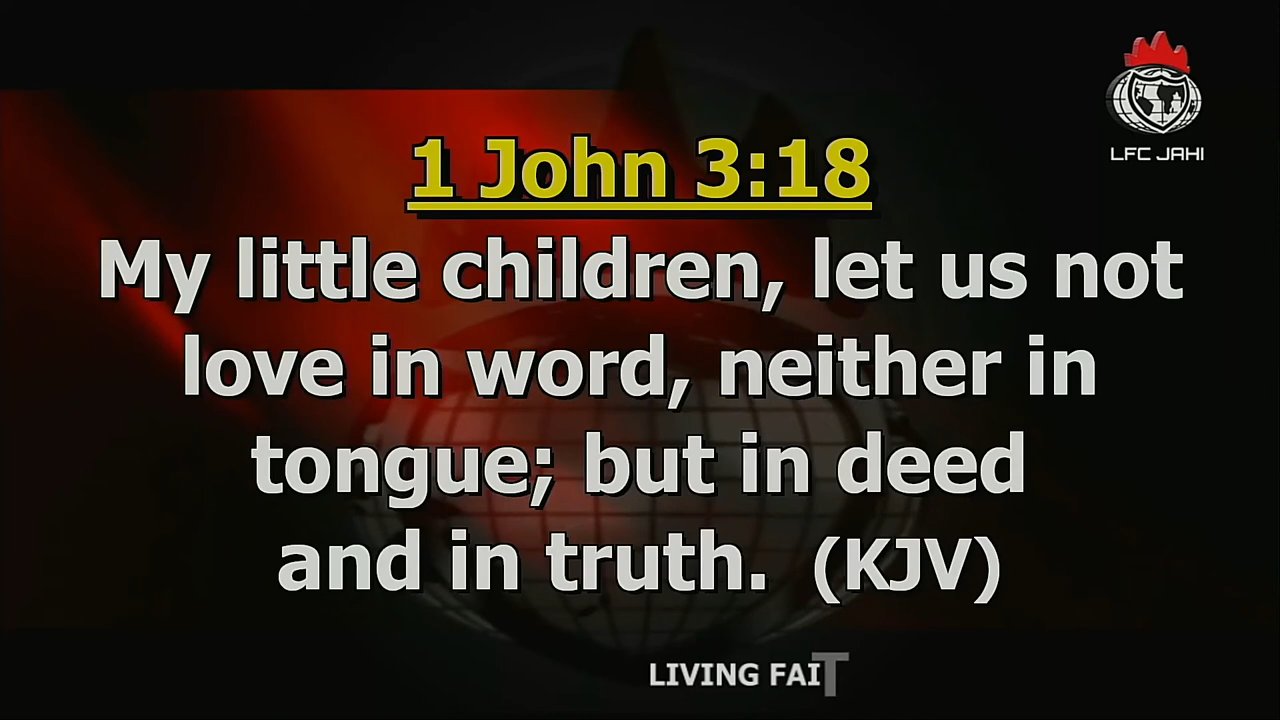 LFC JAHI
1 John 3:18
My little children, let us not
love in word, neither in
tongue; but in deed
and in truth. (KJV)
LIVING FAIT